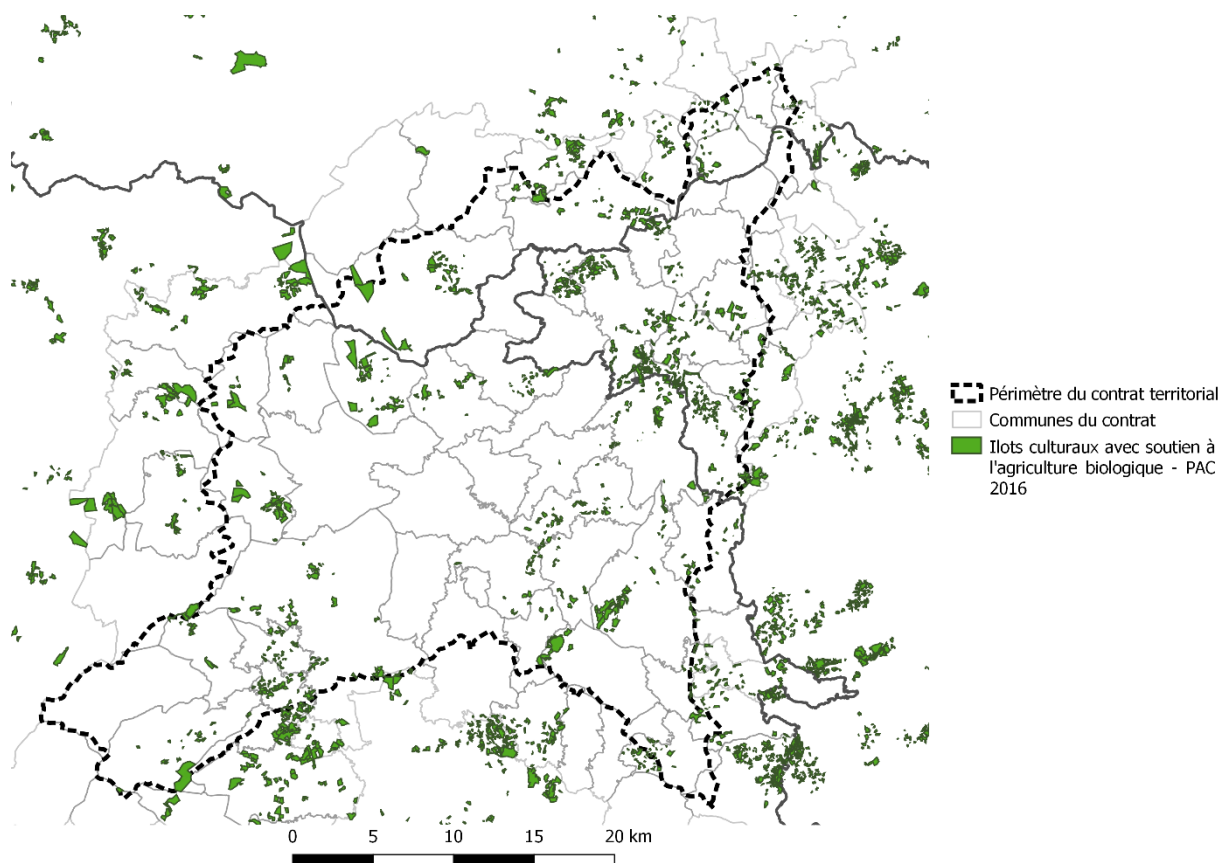 Périmètre du contrat territorial
Communes du contrat
Ilots culturaux avec soutien à
l'agriculture biologique - PAC
2016
0 5 10 15 20 km